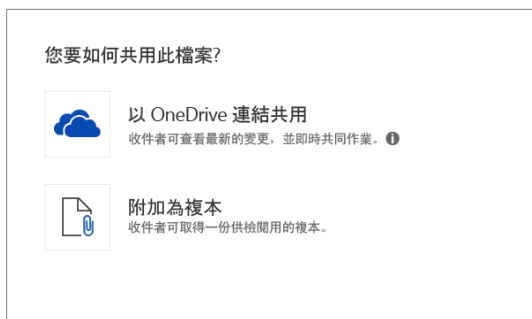 您要如何共用此檔案?
以 OneDrive 連結共用
收件者可查看最新的變更，並即時共同作業。
附加為複本
收件者可取得一份供檢閱用的複本。